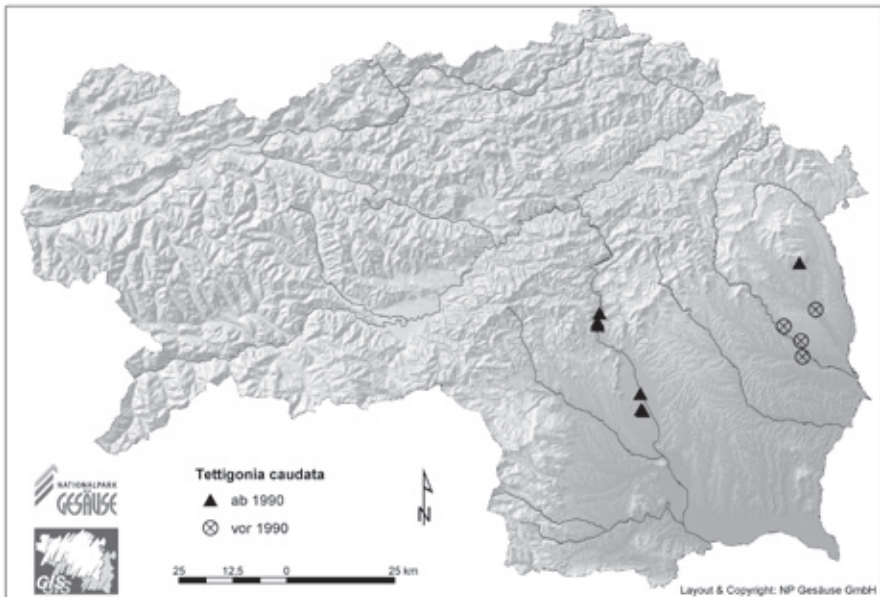 NATIONALPARK
GESÄUSE
GIS
Tettigonia caudata
ab 1990
vor 1990
N
25 12,5 0 25 km
Layout & Copyright: NP Gesäuse GmbH